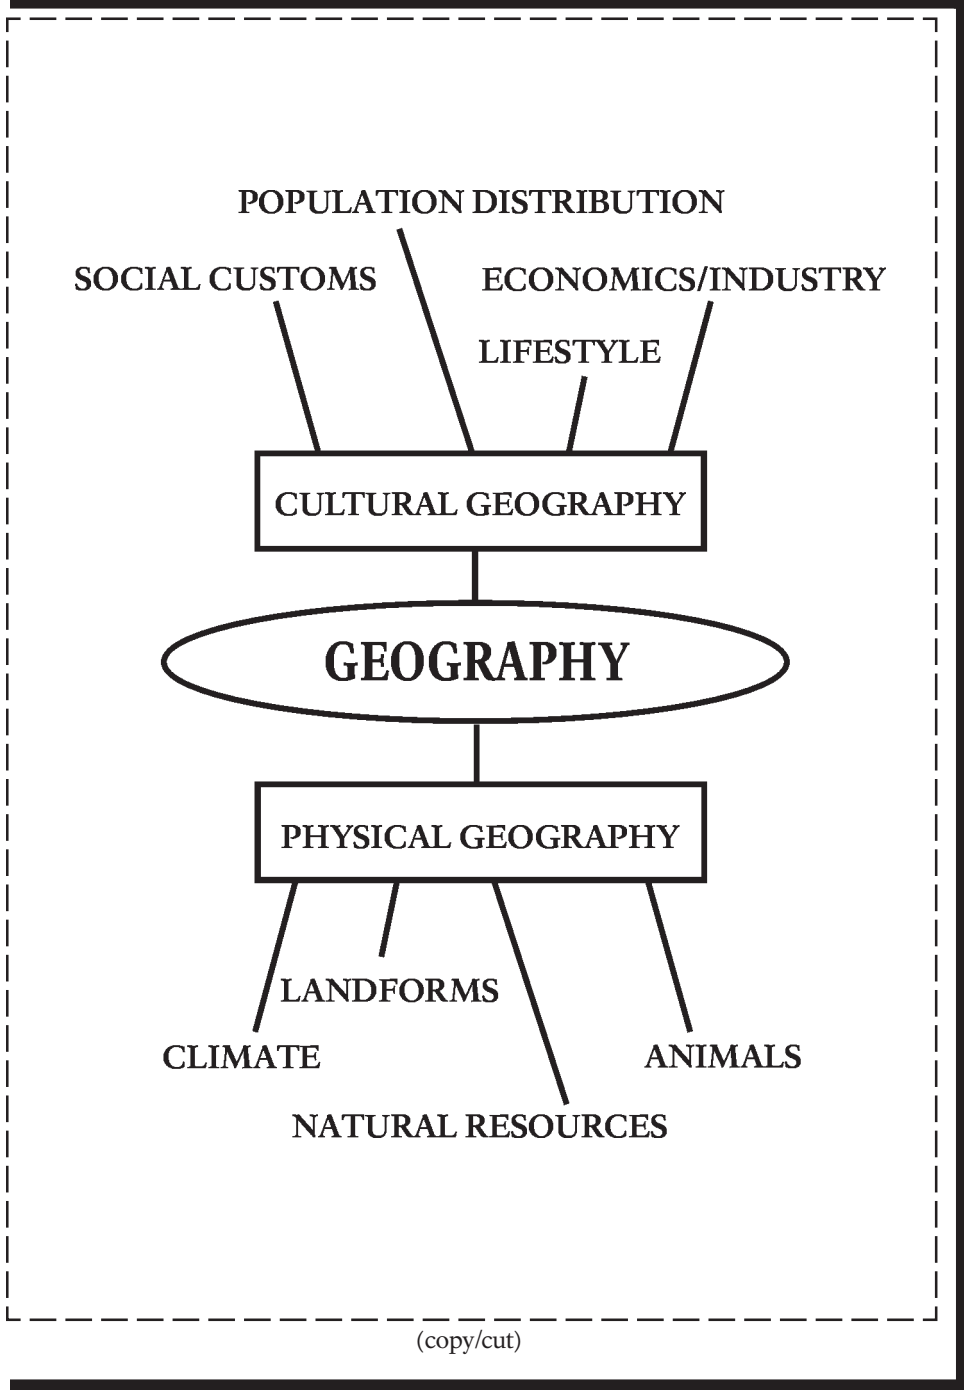 POPULATION DISTRIBUTION
SOCIAL CUSTOMS
ECONOMICS/INDUSTRY
LIFESTYLE
CULTURAL GEOGRAPHY
GEOGRAPHY
PHYSICAL GEOGRAPHY
LANDFORMS
CLIMATE
ANIMALS
NATURAL RESOURCES
(copy/cut)